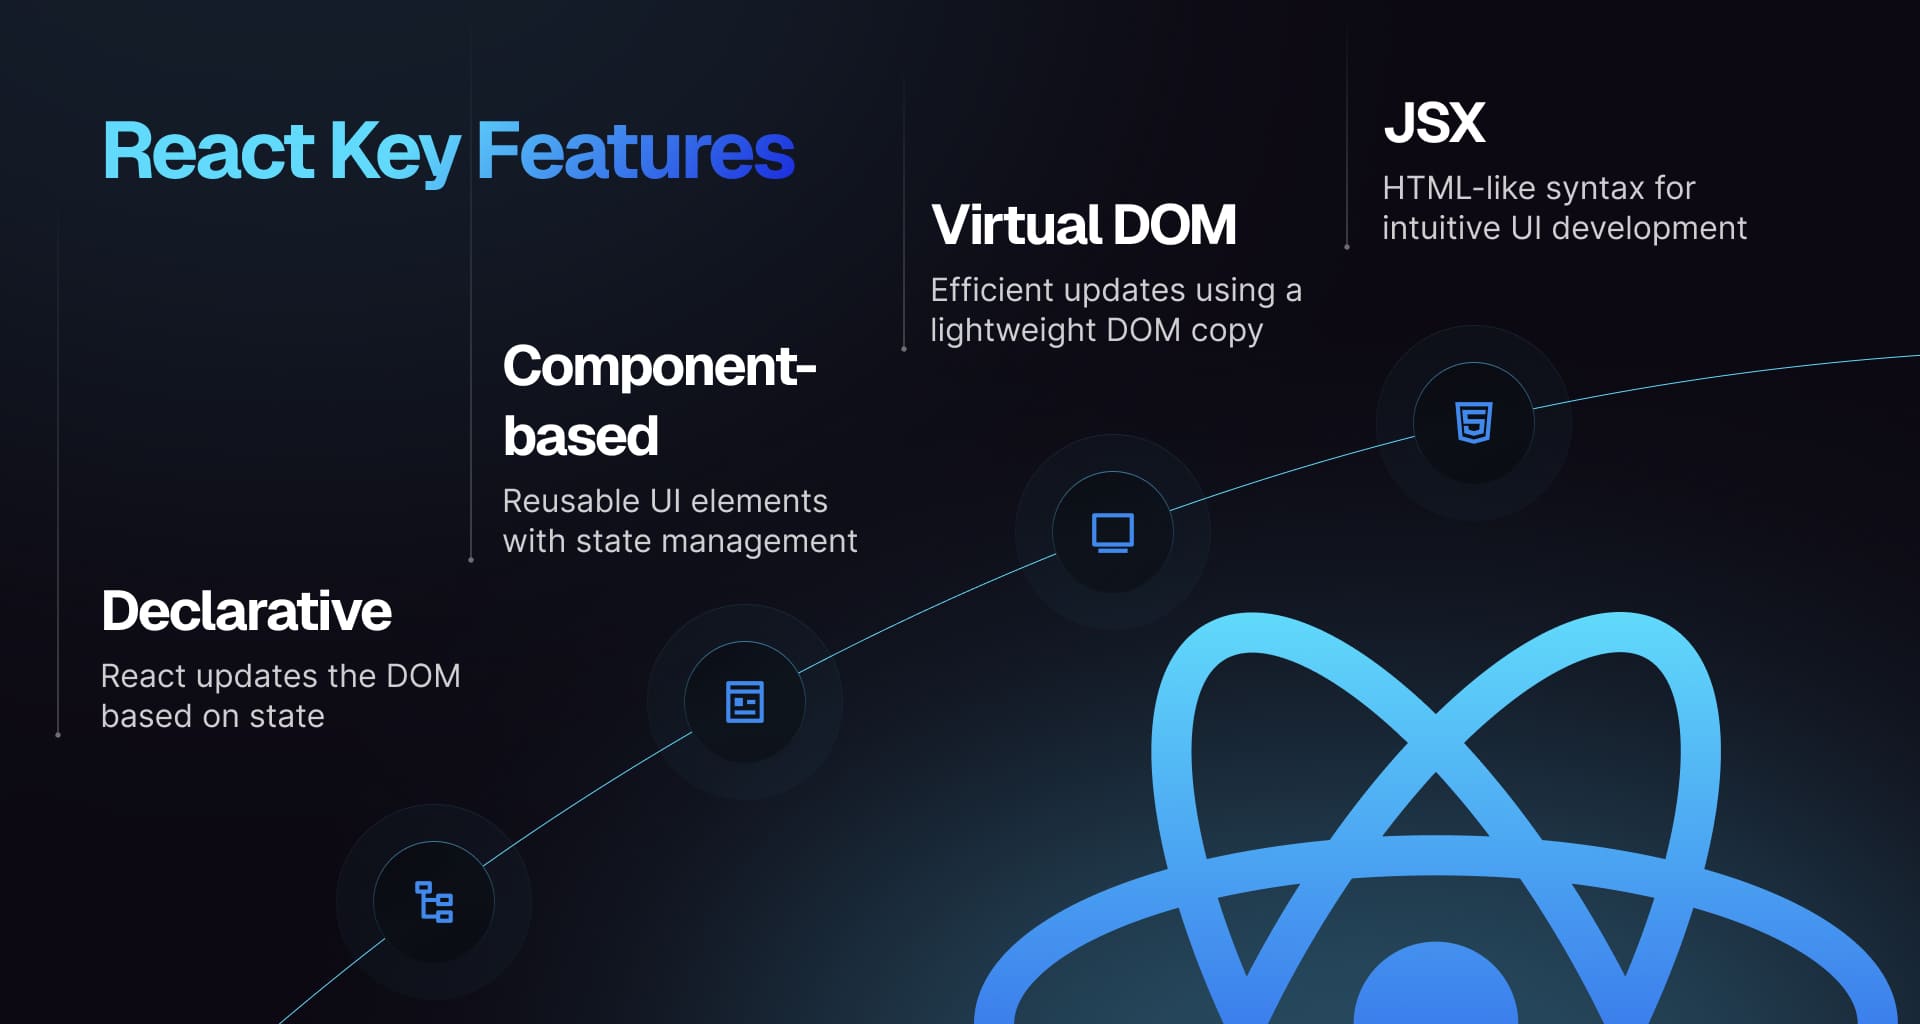 React Key Features
Declarative
React updates the DOM
based on state
Component-
based
Reusable UI elements
with state management
Virtual DOM
Efficient updates using a
lightweight DOM copy
JSX
HTML-like syntax for
intuitive UI development